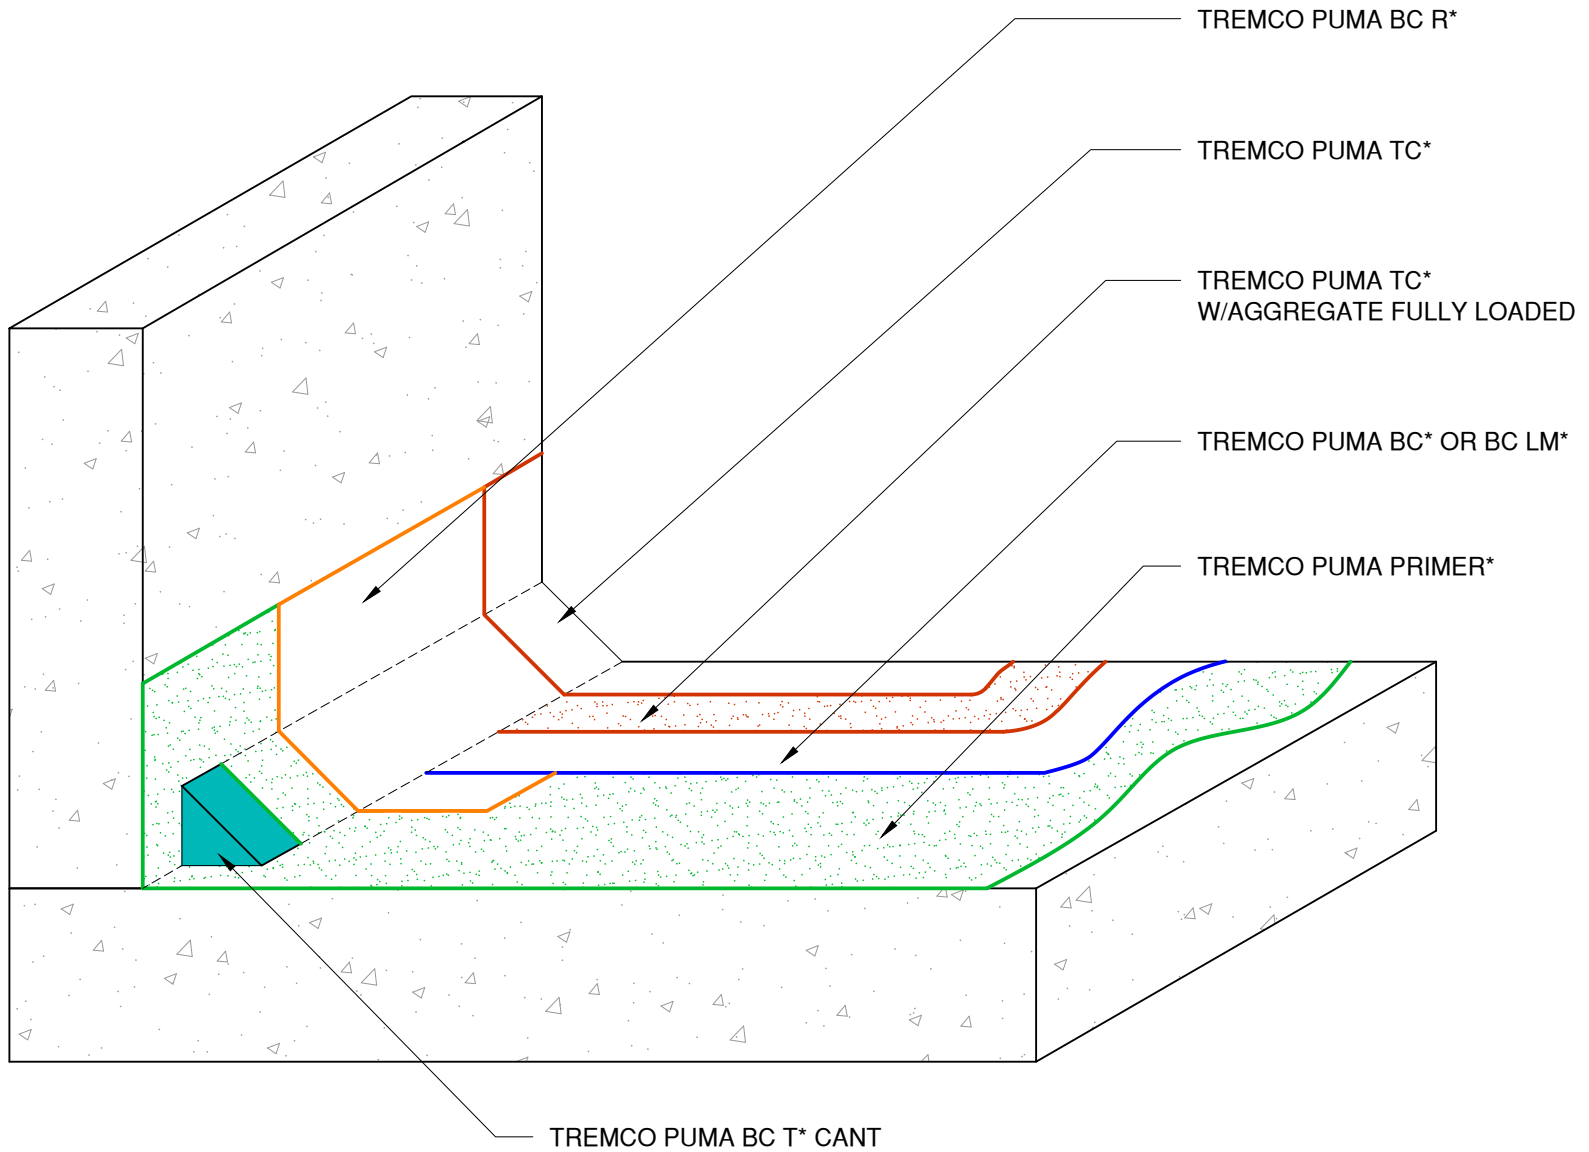 TREMCO PUMA BC R*
TREMCO PUMA TC*
TREMCO PUMA TC*
W/AGGREGATE FULLY LOADED
TREMCO PUMA BC* OR BC LM*
TREMCO PUMA PRIMER*
TREMCO PUMA BC T* CANT